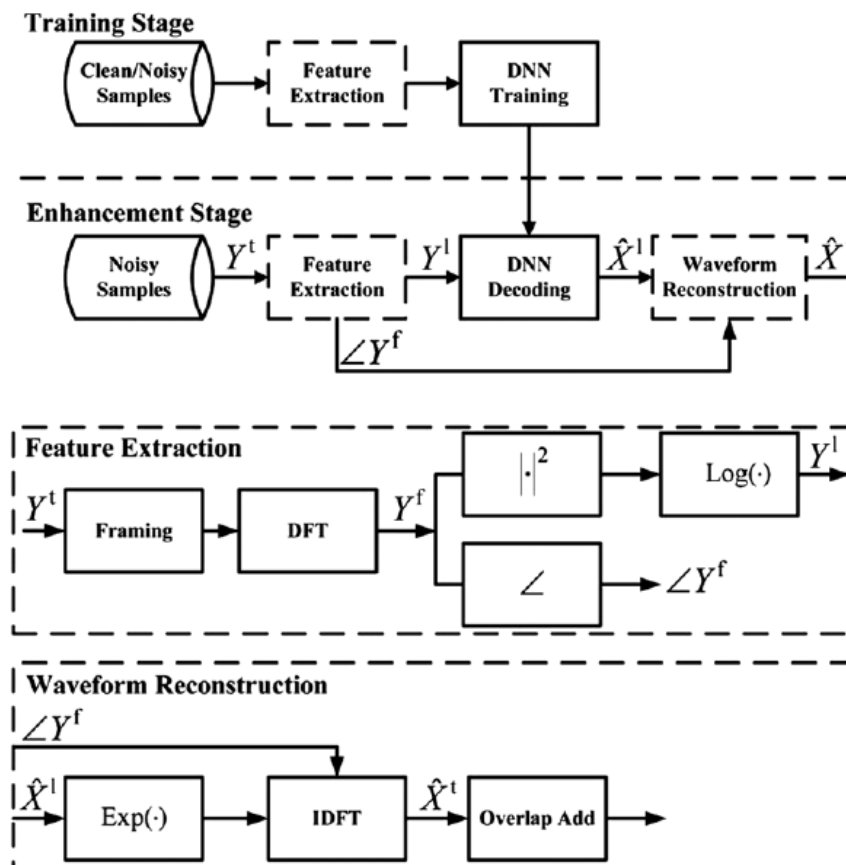 Training Stage
Clean/Noisy
Samples
Feature
Extraction
DNN
Training
Enhancement Stage
Noisy
Samples
Yᵗ
Feature
Extraction
Yˡ
DNN
Decoding
X̂ˡ
Waveform
Reconstruction
X̂
∠Yᶠ
Feature Extraction
Yᵗ
Framing
DFT
Yᶠ
|·|²
Log(·)
Yˡ
∠
∠Yᶠ
Waveform Reconstruction
∠Yᶠ
X̂ˡ
Exp(·)
IDFT
X̂ᵗ
Overlap Add